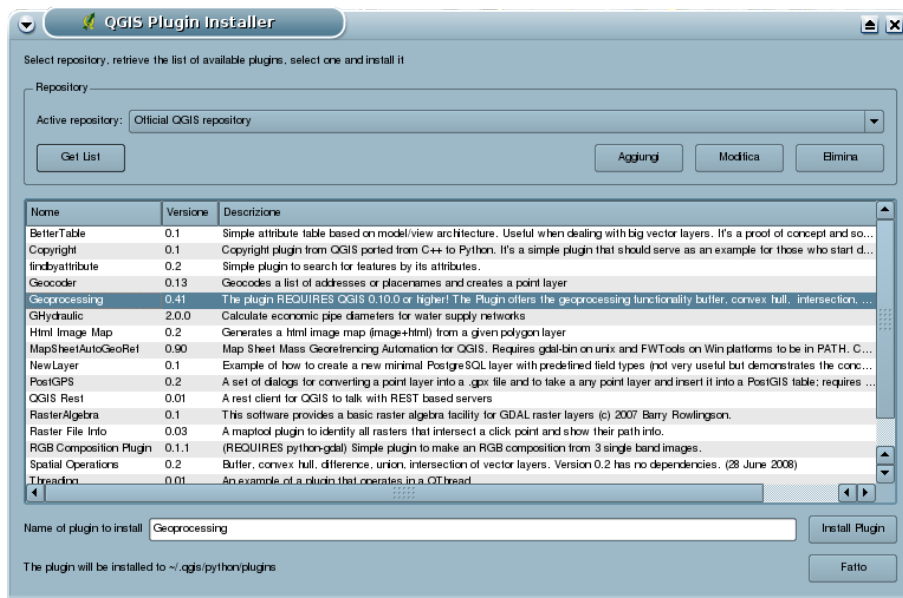 QGIS Plugin Installer
Select repository, retrieve the list of available plugins, select one and install it
Repository
Active repository: Official QGIS repository
Get List Aggiungi Modifica Elimina
Nome Versione Descrizione
BetterTable 0.1 Simple attribute table based on model/view architecture. Useful when dealing with big vector layers. It's a proof of concept and so...
Copyright 0.1 Copyright plugin from QGIS ported from C++ to Python. It's a simple plugin that should serve as an example for those who start d...
findbyattribute 0.2 Simple plugin to search for features by its attributes.
Geocoder 0.13 Geocodes a list of addresses or placenames and creates a point layer
Geoprocessing 0.41 The plugin REQUIRES QGIS 0.10.0 or higher! The Plugin offers the geoprocessing functionality buffer, convex hull, intersection, ...
GHydraulic 2.0.0 Calculate economic pipe diameters for water supply networks
Html Image Map 0.2 Generates a html image map (image+html) from a given polygon layer
MapSheetAutoGeoRef 0.90 Map Sheet Mass Georefrencing Automation for QGIS. Requires gdal-bin on unix and FWTools on Win platforms to be in PATH. C...
NewLayer 0.1 Example of how to create a new minimal PostgreSQL layer with predefined field types (not very useful but demonstrates the conc...
PostGPS 0.2 A set of dialogs for converting a point layer into a .gpx file and to take a any point layer and insert it into a PostGIS table; requires ...
QGIS Rest 0.01 A rest client for QGIS to talk with REST based servers
RasterAlgebra 0.1 This software provides a basic raster algebra facility for GDAL raster layers (c) 2007 Barry Rowlingson.
Raster File Info 0.03 A maptool plugin to identify all rasters that intersect a click point and show their path info.
RGB Composition Plugin 0.1.1 (REQUIRES python-gdal) Simple plugin to make an RGB composition from 3 single band images.
Spatial Operations 0.2 Buffer, convex hull, difference, union, intersection of vector layers. Version 0.2 has no dependencies. (28 June 2008)
Threading 0.01 An example of a plugin that operates in a QThread
Name of plugin to install Geoprocessing Install Plugin
The plugin will be installed to ~/.qgis/python/plugins Fatto